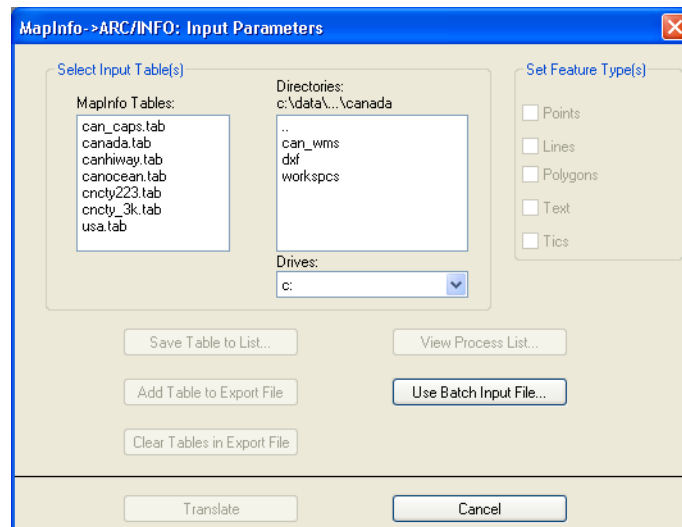 MapInfo->ARC/INFO: Input Parameters
Select Input Table(s)
MapInfo Tables:
can_caps.tab
canada.tab
canhiway.tab
canocean.tab
cncty223.tab
cncty_3k.tab
usa.tab
Directories:
c:\data\...\canada
..
can_wms
dxf
workspcs
Drives:
c:
Set Feature Type(s)
Points
Lines
Polygons
Text
Tics
Save Table to List...
View Process List...
Add Table to Export File
Use Batch Input File...
Clear Tables in Export File
Translate
Cancel